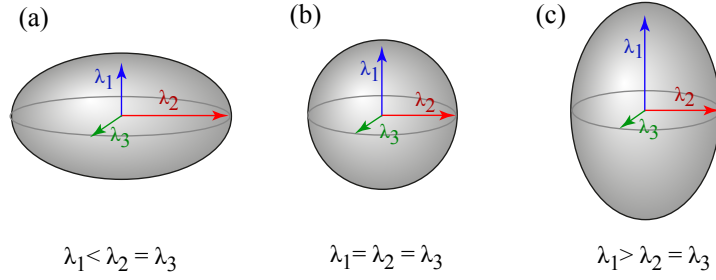 (a) (b) (c)
λ1 λ2 λ3
λ1 λ2 λ3
λ1 λ2 λ3
λ1< λ2 = λ3
λ1= λ2 = λ3
λ1> λ2 = λ3